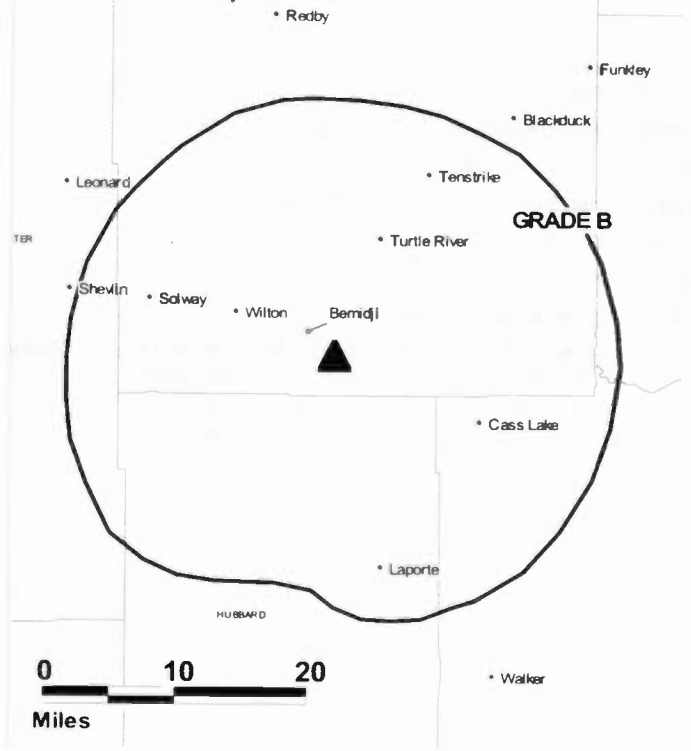 Redby
Funkley
Blackduck
Leonard
Tenstrike
GRADE B
TER
Turtle River
Shevlin
Solway
Wilton
Bemidji
Cass Lake
Laporte
HUBBARD
0 10 20
Miles
Walker